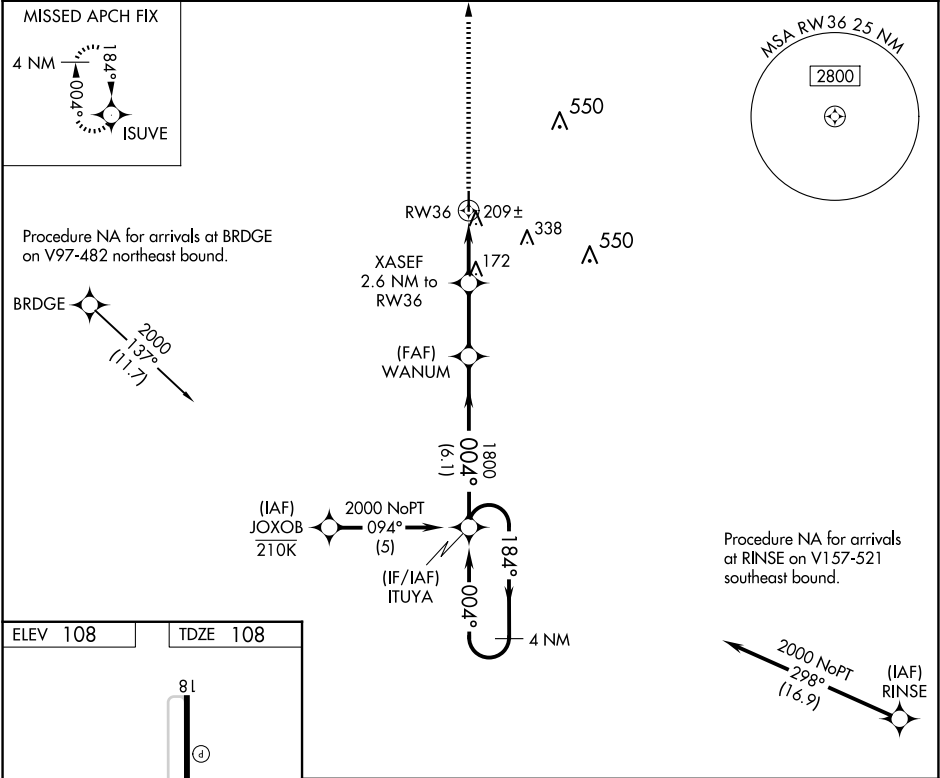 MISSED APCH FIX
4 NM
184°
004°
ISUVE
MSA RW36 25 NM
2800
550
RW36
209±
338
550
172
XASEF
2.6 NM to
RW36
Procedure NA for arrivals at BRDGE
on V97-482 northeast bound.
BRDGE
2000
137°
(11.7)
(FAF)
WANUM
1800
004°
(6.1)
(IAF)
JOXOB
210K
2000 NoPT
094°
(5)
(IF/IAF)
ITUYA
184°
004°
4 NM
Procedure NA for arrivals
at RINSE on V157-521
southeast bound.
2000 NoPT
298°
(16.9)
(IAF)
RINSE
ELEV 108
TDZE 108
18
P